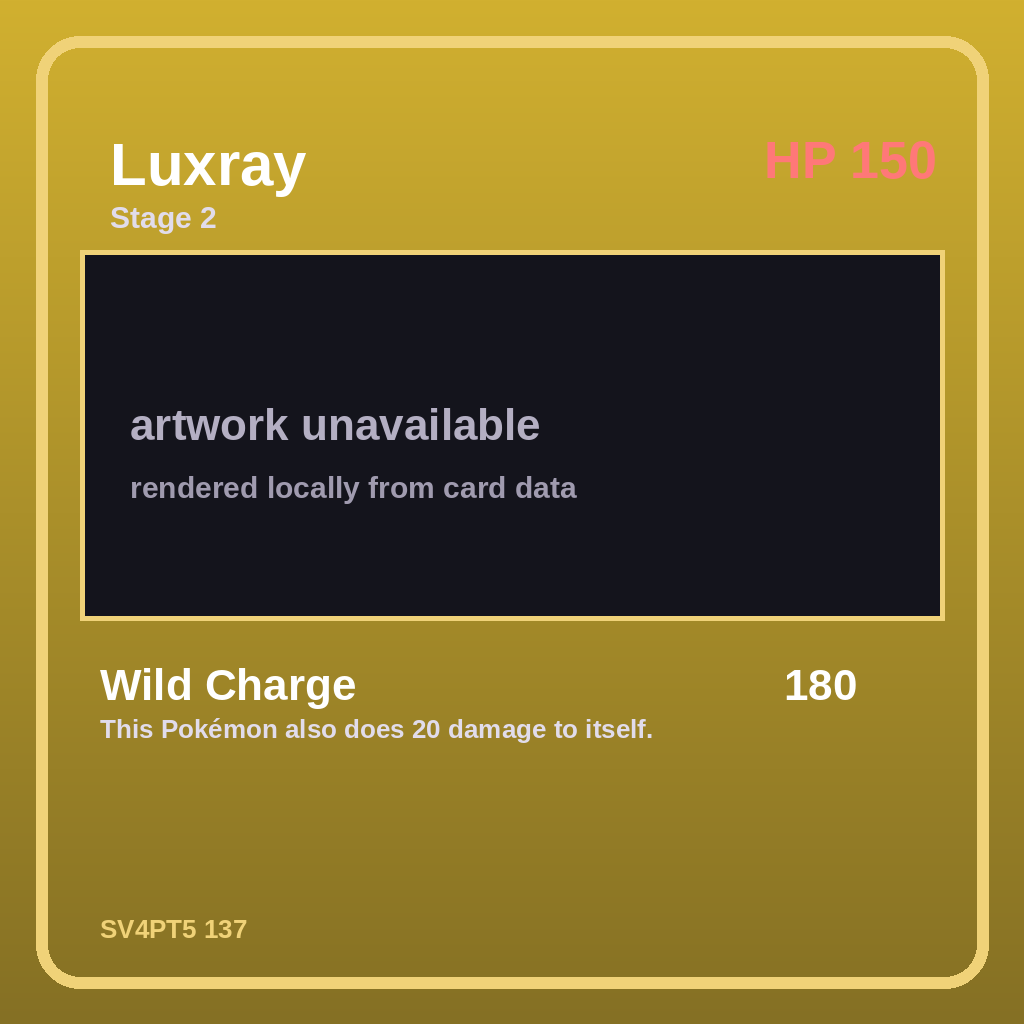 Luxray
HP 150
Stage 2
artwork unavailable
rendered locally from card data
Wild Charge
180
This Pokémon also does 20 damage to itself.
SV4PT5 137